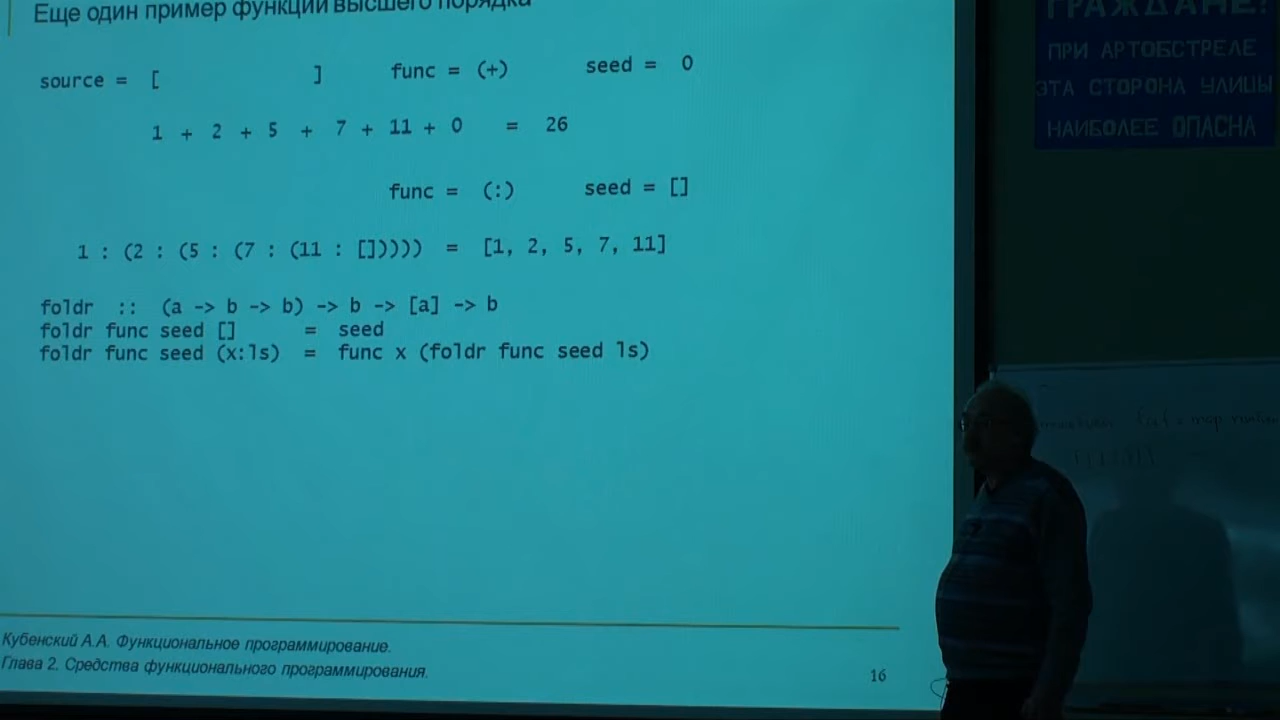 Еще один пример функции высшего порядка
source = [ ] func = (+) seed = 0
1 + 2 + 5 + 7 + 11 + 0 = 26
func = (:) seed = []
1 : (2 : (5 : (7 : (11 : [])))) = [1, 2, 5, 7, 11]
foldr :: (a -> b -> b) -> b -> [a] -> b
foldr func seed [] = seed
foldr func seed (x:ls) = func x (foldr func seed ls)
Кубенский А.А. Функциональное программирование.
Глава 2. Средства функционального программирования.
16
ГРАЖДАНЕ!
ПРИ АРТОБСТРЕЛЕ
ЭТА СТОРОНА УЛИЦЫ
НАИБОЛЕЕ ОПАСНА